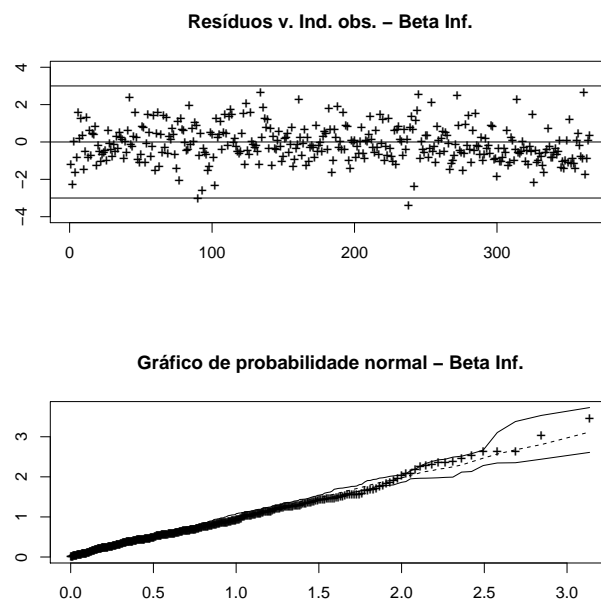 Resíduos v. Ind. obs. − Beta Inf.
4
2
0
−2
−4
0 100 200 300
Gráfico de probabilidade normal − Beta Inf.
3
2
1
0
0.0 0.5 1.0 1.5 2.0 2.5 3.0